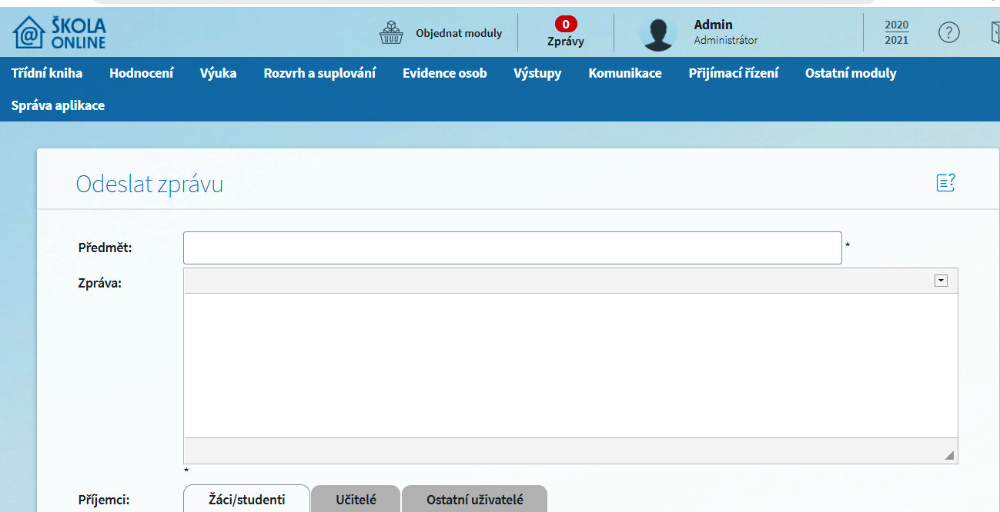 ŠKOLA
ONLINE
Objednat moduly
0
Zprávy
Admin
Administrátor
2020
2021
?
Třídní kniha Hodnocení Výuka Rozvrh a suplování Evidence osob Výstupy Komunikace Přijímací řízení Ostatní moduly
Správa aplikace
Odeslat zprávu
Předmět: *
Zpráva:
*
Příjemci: Žáci/studenti Učitelé Ostatní uživatelé